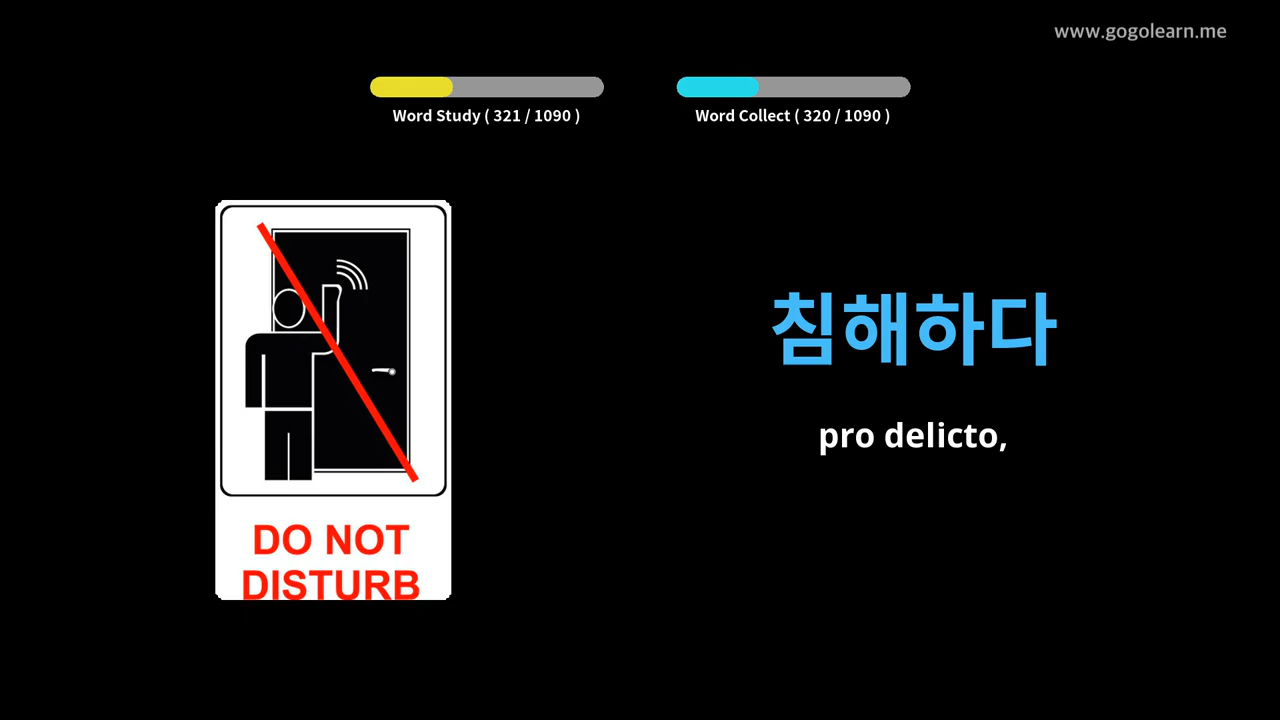 www.gogolearn.me
Word Study ( 321 / 1090 )
Word Collect ( 320 / 1090 )
침해하다
pro delicto,
DO NOT
DISTURB